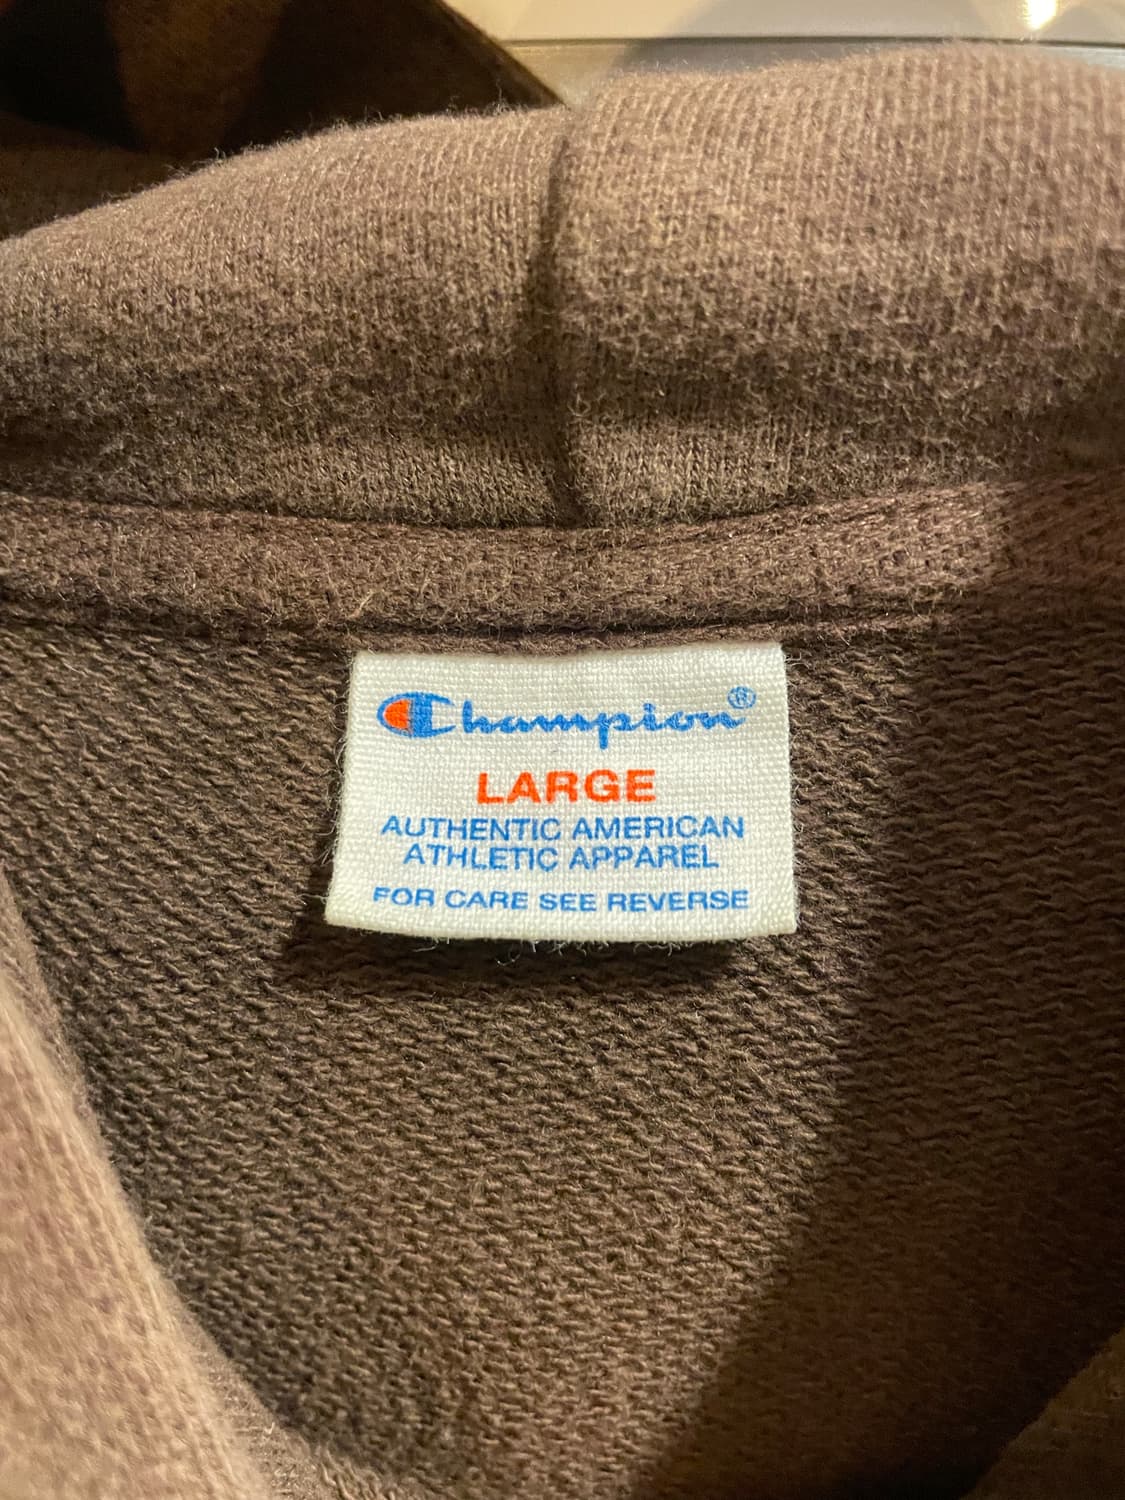 Champion®
LARGE
AUTHENTIC AMERICAN
ATHLETIC APPAREL
FOR CARE SEE REVERSE